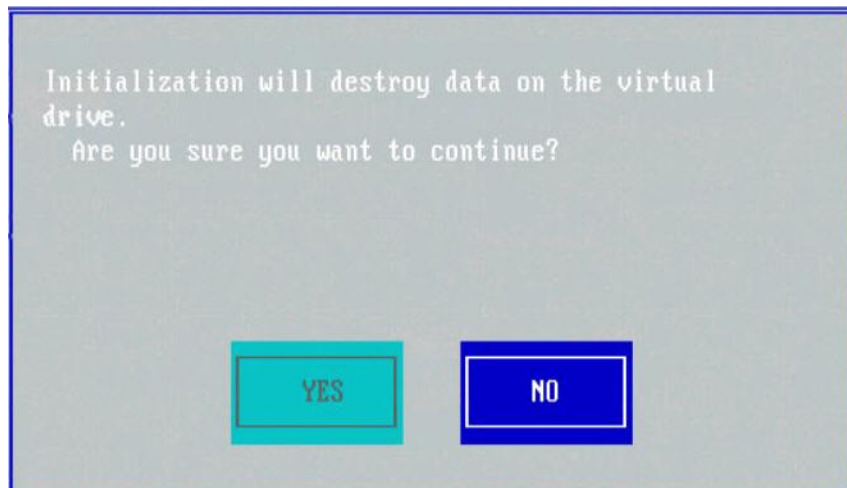 Initialization will destroy data on the virtual
drive.
Are you sure you want to continue?
YES
NO